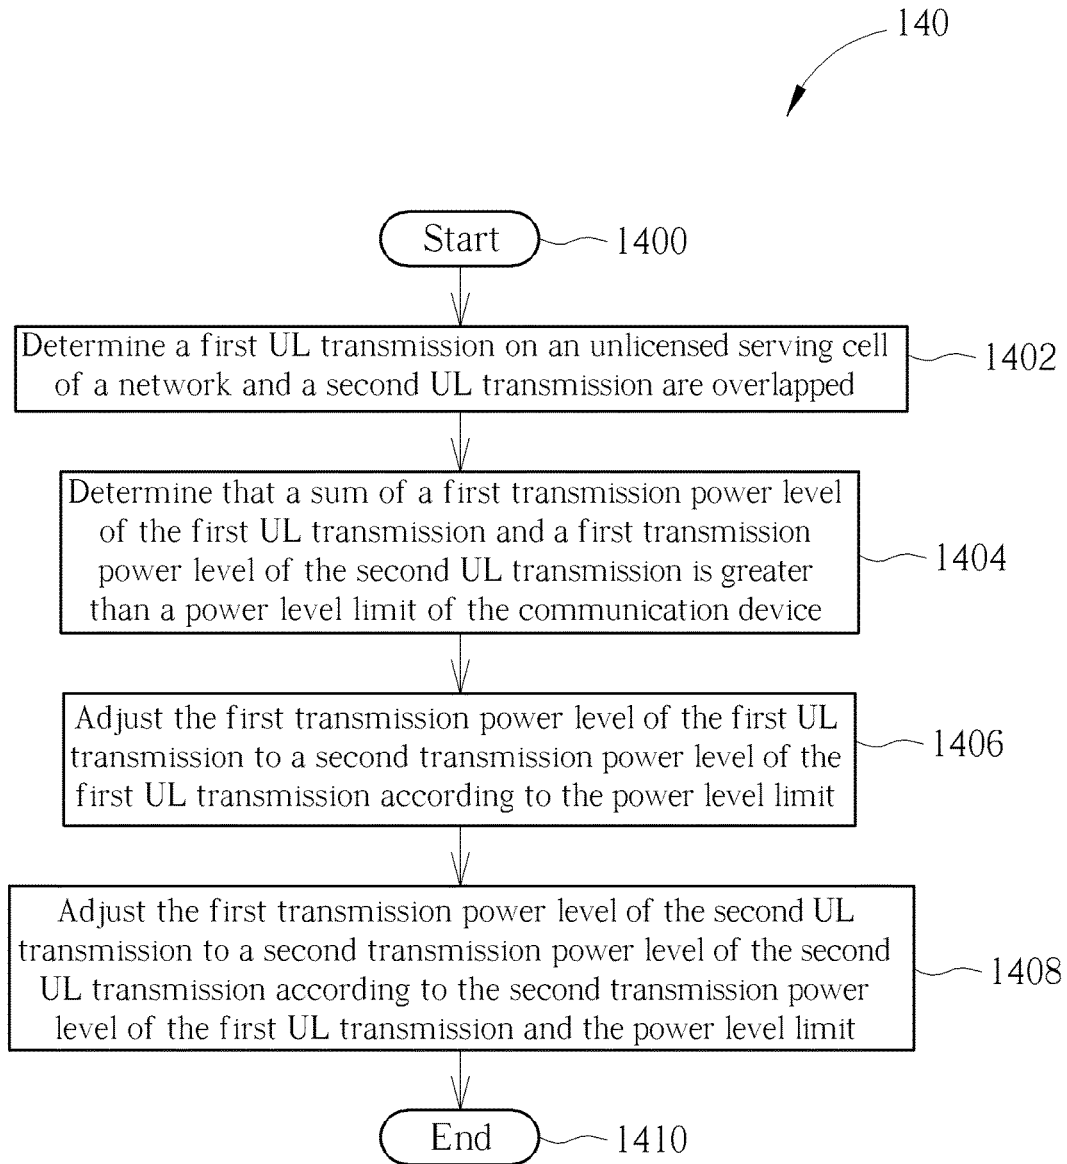 140
Start
1400
Determine a first UL transmission on an unlicensed serving cell
of a network and a second UL transmission are overlapped
1402
Determine that a sum of a first transmission power level
of the first UL transmission and a first transmission
power level of the second UL transmission is greater
than a power level limit of the communication device
1404
Adjust the first transmission power level of the first UL
transmission to a second transmission power level of the
first UL transmission according to the power level limit
1406
Adjust the first transmission power level of the second UL
transmission to a second transmission power level of the second
UL transmission according to the second transmission power
level of the first UL transmission and the power level limit
1408
End
1410